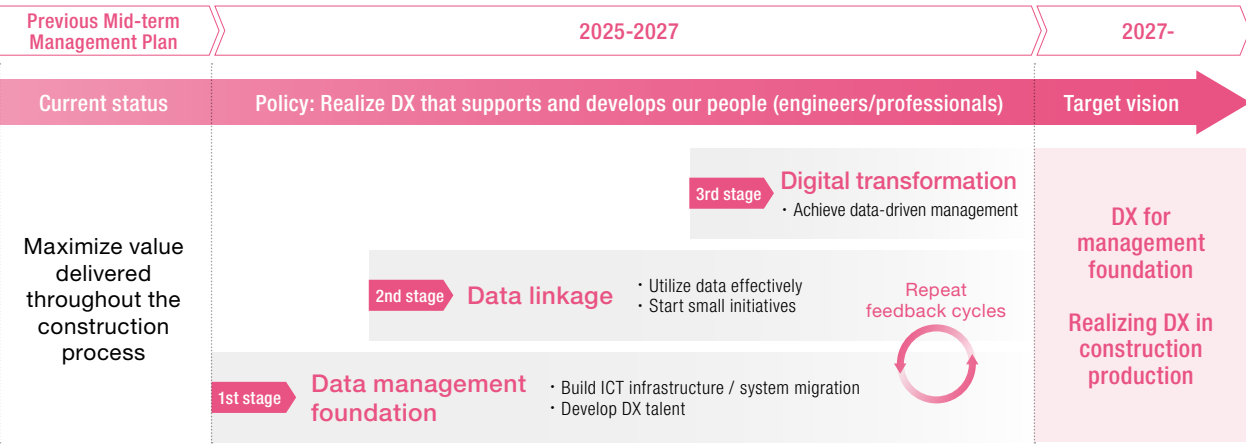 Previous Mid-term
Management Plan
2025-2027
2027-
Current status
Policy: Realize DX that supports and develops our people (engineers/professionals)
Target vision
Maximize value
delivered
throughout the
construction
process
3rd stage
Digital transformation
・Achieve data-driven management
2nd stage
Data linkage
・Utilize data effectively
・Start small initiatives
Repeat
feedback cycles
1st stage
Data management
foundation
・Build ICT infrastructure / system migration
・Develop DX talent
DX for
management
foundation
Realizing DX in
construction
production